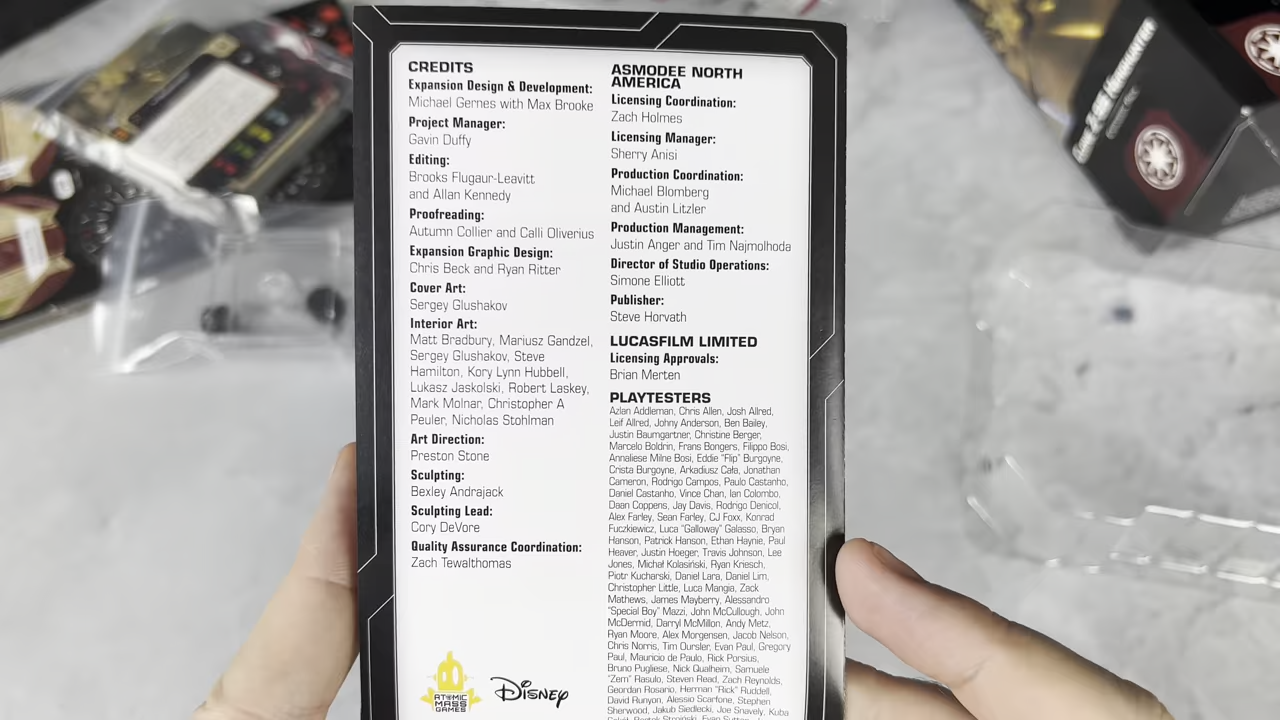 CREDITS
Expansion Design & Development:
Michael Gernes with Max Brooke
Project Manager:
Gavin Duffy
Editing:
Brooks Flugaur-Leavitt
and Allan Kennedy
Proofreading:
Autumn Collier and Calli Oliverius
Expansion Graphic Design:
Chris Beck and Ryan Ritter
Cover Art:
Sergey Glushakov
Interior Art:
Matt Bradbury, Mariusz Gandzel,
Sergey Glushakov, Steve
Hamilton, Kory Lynn Hubbell,
Lukasz Jaskolski, Robert Laskey,
Mark Molnar, Christopher A
Peuler, Nicholas Stohlman
Art Direction:
Preston Stone
Sculpting:
Bexley Andrajack
Sculpting Lead:
Cory DeVore
Quality Assurance Coordination:
Zach Tewalthomas
ATOMIC
MASS
GAMES
Disney
ASMODEE NORTH
AMERICA
Licensing Coordination:
Zach Holmes
Licensing Manager:
Sherry Anisi
Production Coordination:
Michael Blomberg
and Austin Litzler
Production Management:
Justin Anger and Tim Najmolhoda
Director of Studio Operations:
Simone Elliott
Publisher:
Steve Horvath
LUCASFILM LIMITED
Licensing Approvals:
Brian Merten
PLAYTESTERS
Azlan Addleman, Chris Allen, Josh Allred,
Leif Allred, Johny Anderson, Ben Bailey,
Justin Baumgartner, Christine Berger,
Marcelo Boldrin, Frans Bongers, Filippo Bosi,
Annaliese Milne Bosi, Eddie "Flip" Burgoyne,
Crista Burgoyne, Arkadiusz Cała, Jonathan
Cameron, Rodrigo Campos, Paulo Castanho,
Daniel Castanho, Vince Chan, Ian Colombo,
Daan Coppens, Jay Davis, Rodrigo Denicol,
Alex Farley, Sean Farley, CJ Foxx, Konrad
Fuczkiewicz, Luca "Galloway" Galasso, Bryan
Hanson, Patrick Hanson, Ethan Haynie, Paul
Heaver, Justin Hoeger, Travis Johnson, Lee
Jones, Michał Kolasiński, Ryan Kriesch,
Piotr Kucharski, Daniel Lara, Daniel Lim,
Christopher Little, Luca Mangia, Zack
Mathews, James Mayberry, Alessandro
"Special Boy" Mazzi, John McCullough, John
McDermid, Darryl McMillon, Andy Metz,
Ryan Moore, Alex Morgensen, Jacob Nelson,
Chris Norris, Tim Oursler, Evan Paul, Gregory
Paul, Mauricio de Paulo, Rick Porsius,
Bruno Pugliese, Nick Qualheim, Samuele
"Zem" Rasulo, Steven Read, Zach Reynolds,
Geordan Rosario, Herman "Rick" Ruddell,
David Runyon, Alessio Scarfone, Stephen
Sherwood, Jakub Siedlecki, Joe Snavely, Kuba